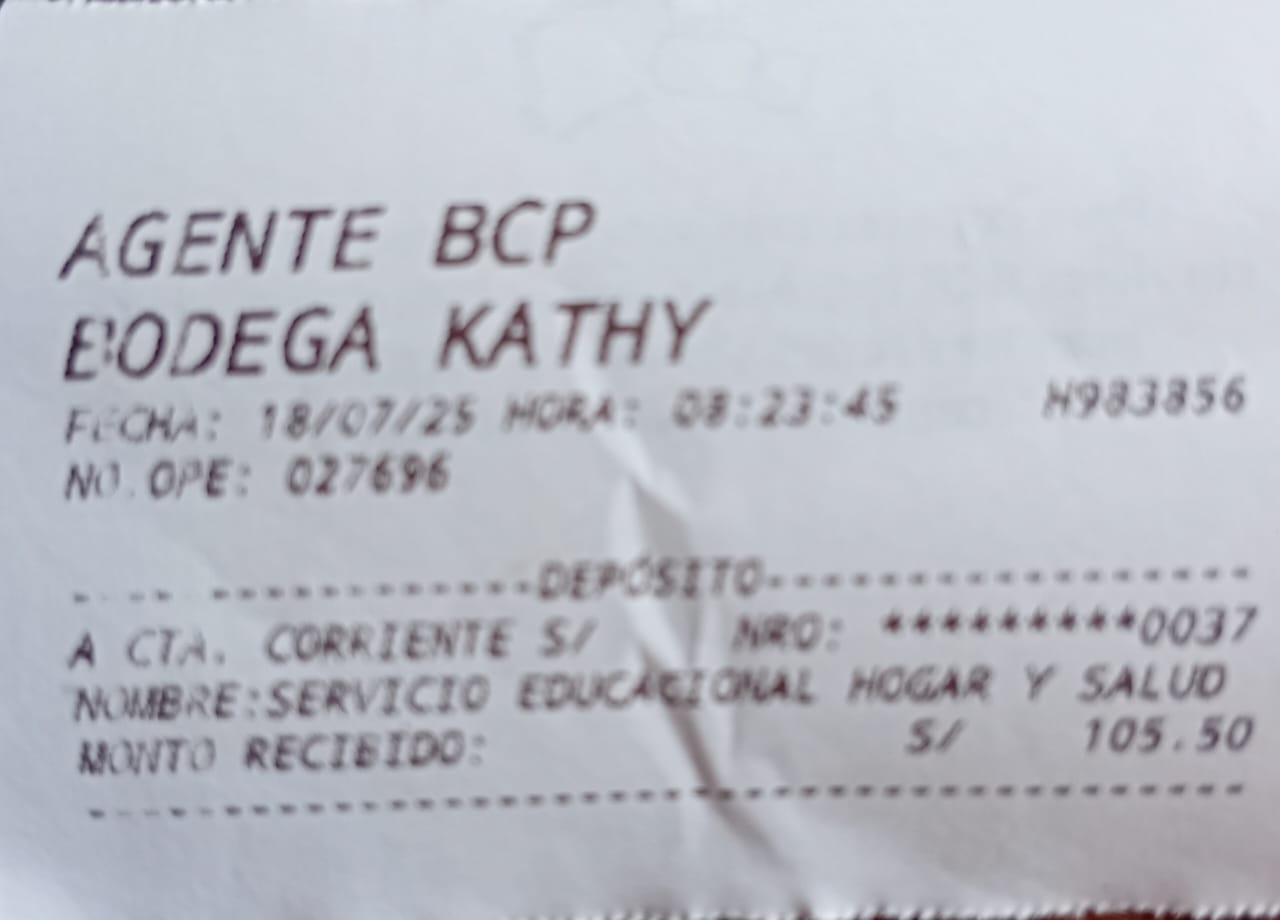 AGENTE BCP
BODEGA KATHY
FECHA: 18/07/25 HORA: 08:23:45 H983856
NO.OPE: 027696
------------------DEPOSITO-------------------
A CTA. CORRIENTE S/ NRO: *********0037
NOMBRE:SERVICIO EDUCACIONAL HOGAR Y SALUD
MONTO RECIBIDO: S/ 105.50
---------------------------------------------